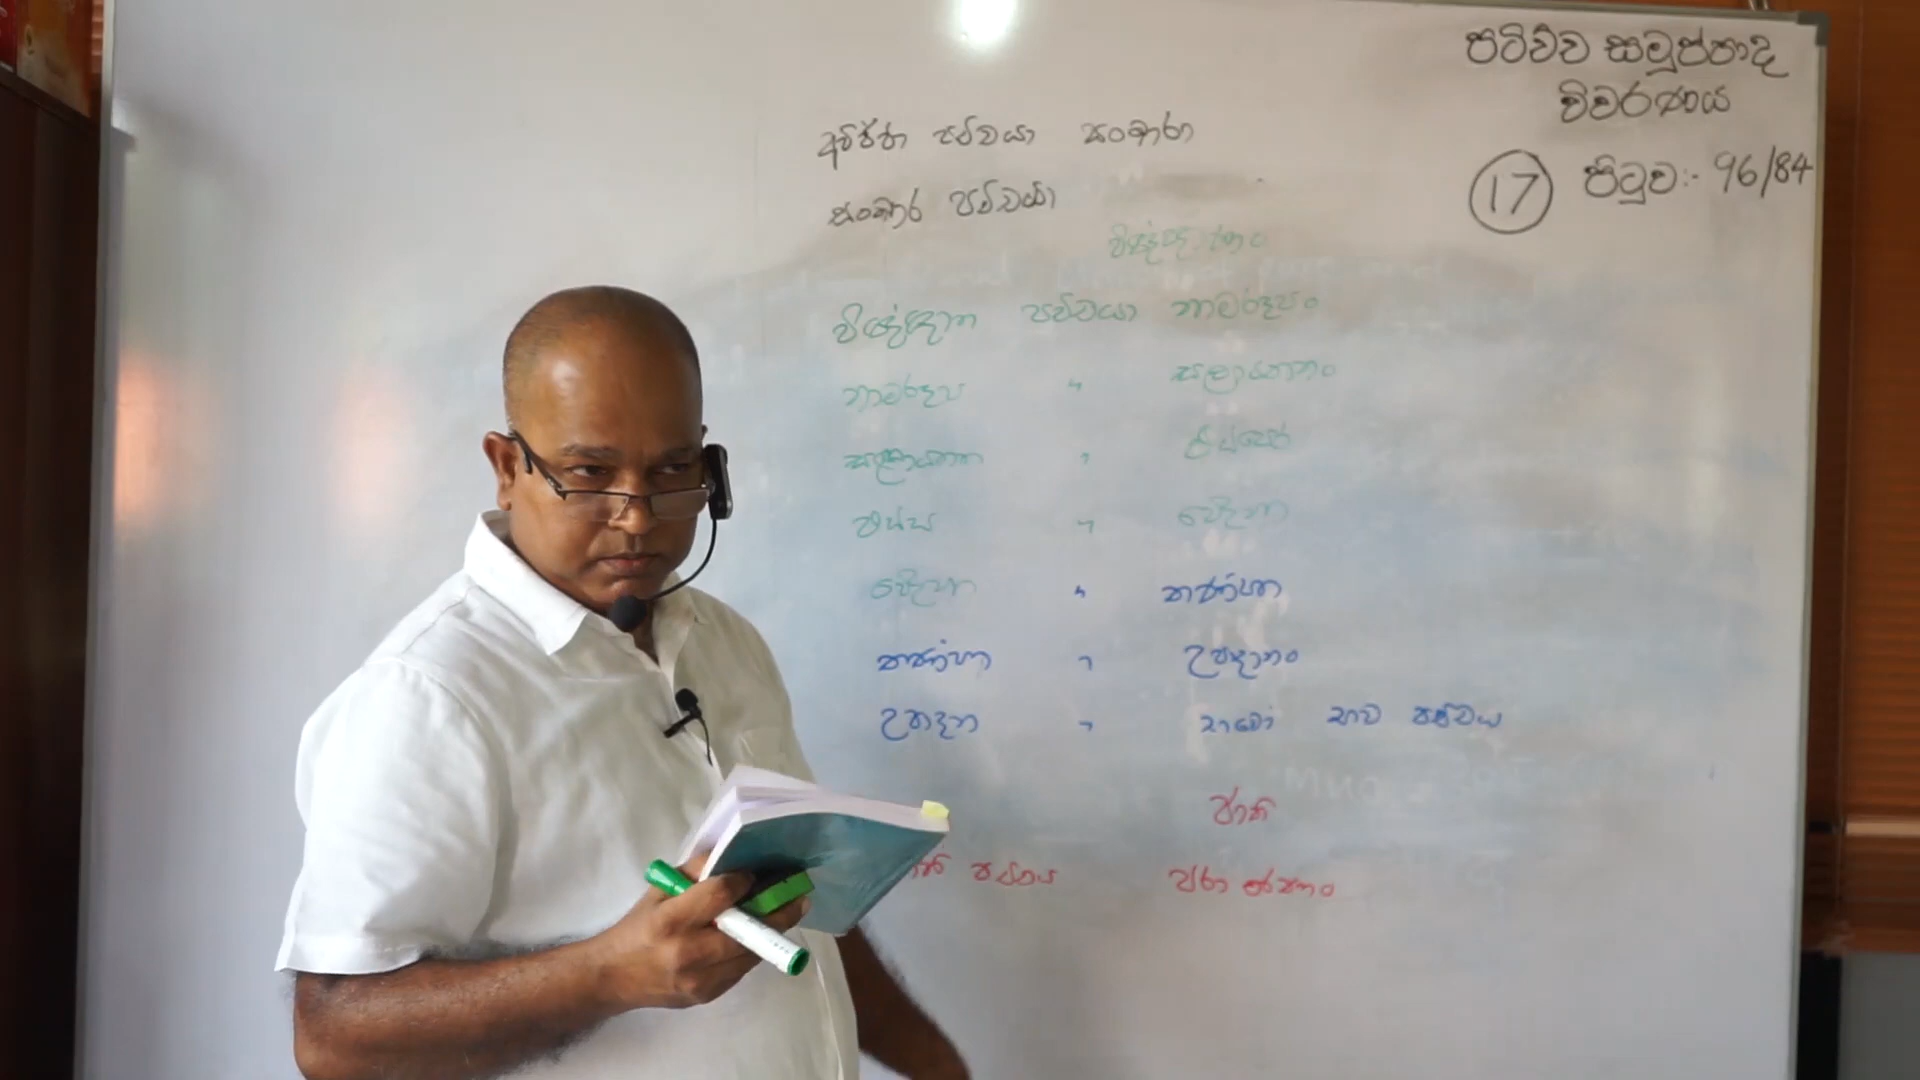 පටිච්ච සමුප්පාද
විවරණය
17 පිටුව:- 96/84
අවිජ්ජා පච්චයා සංඛාරා
සංඛාර පච්චයා
විඤ්ඤාණං
විඤ්ඤාන පච්චයා නාමරූපං
නාමරූප " සළායතනං
සළායතන " ඵස්සෝ
ඵස්ස " වේදනා
වේදනා " තණ්හා
තණ්හා " උපාදානං
උපාදාන " භවෝ භව පච්චය
ජාති
පච්චය ජරා මරණං